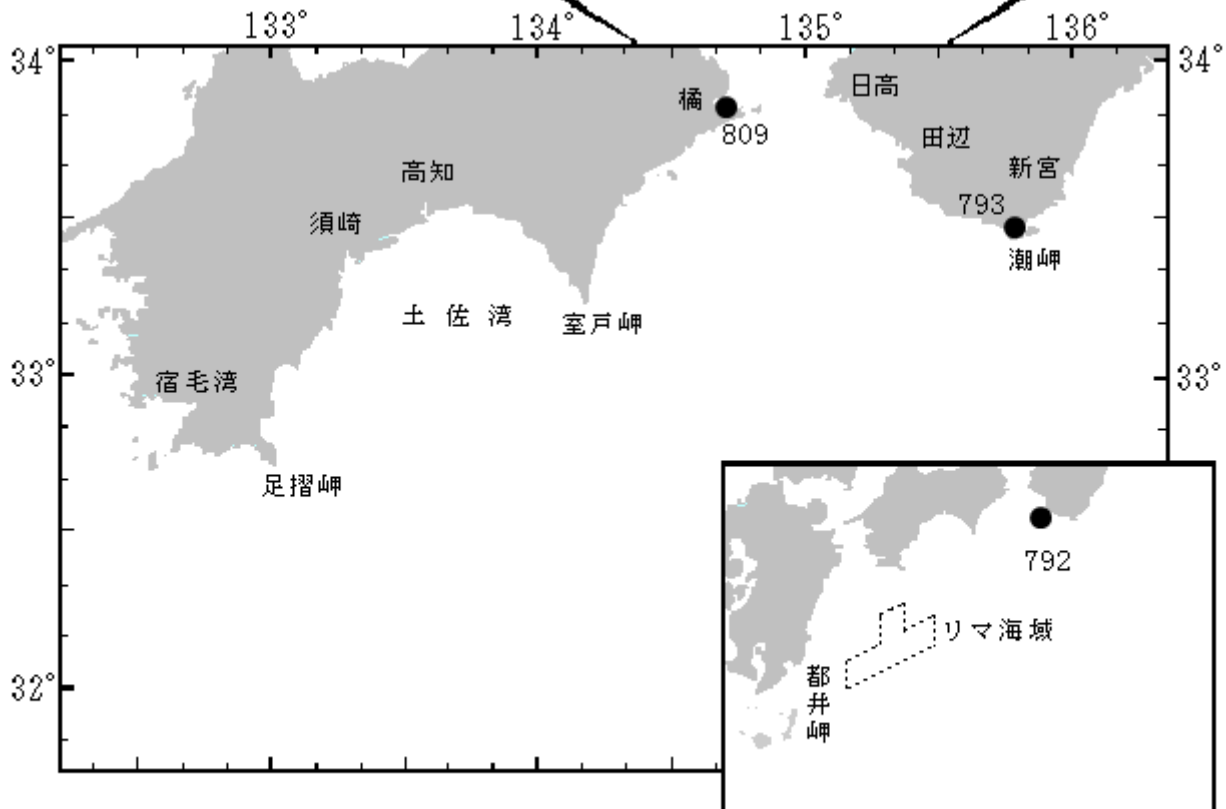 133°
134°
135°
136°
34°
34°
日高
橘
809
田辺
高知
新宮
793
須崎
潮岬
土佐湾
室戸岬
33°
33°
宿毛湾
足摺岬
792
リマ海域
都井岬
32°